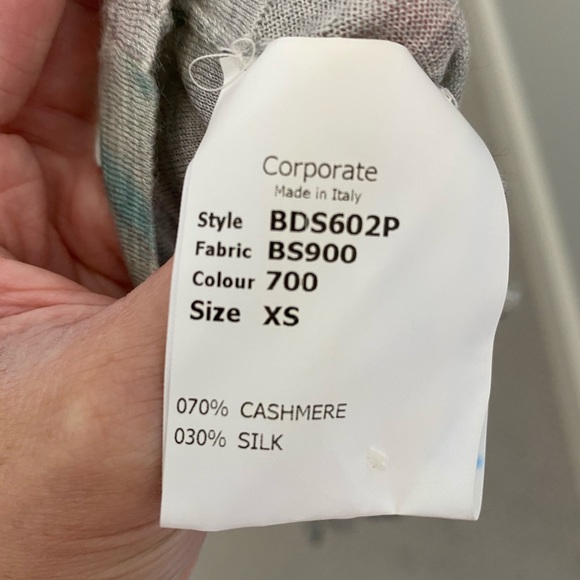 Corporate
Made in Italy
Style BDS602P
Fabric BS900
Colour 700
Size XS
070% CASHMERE
030% SILK